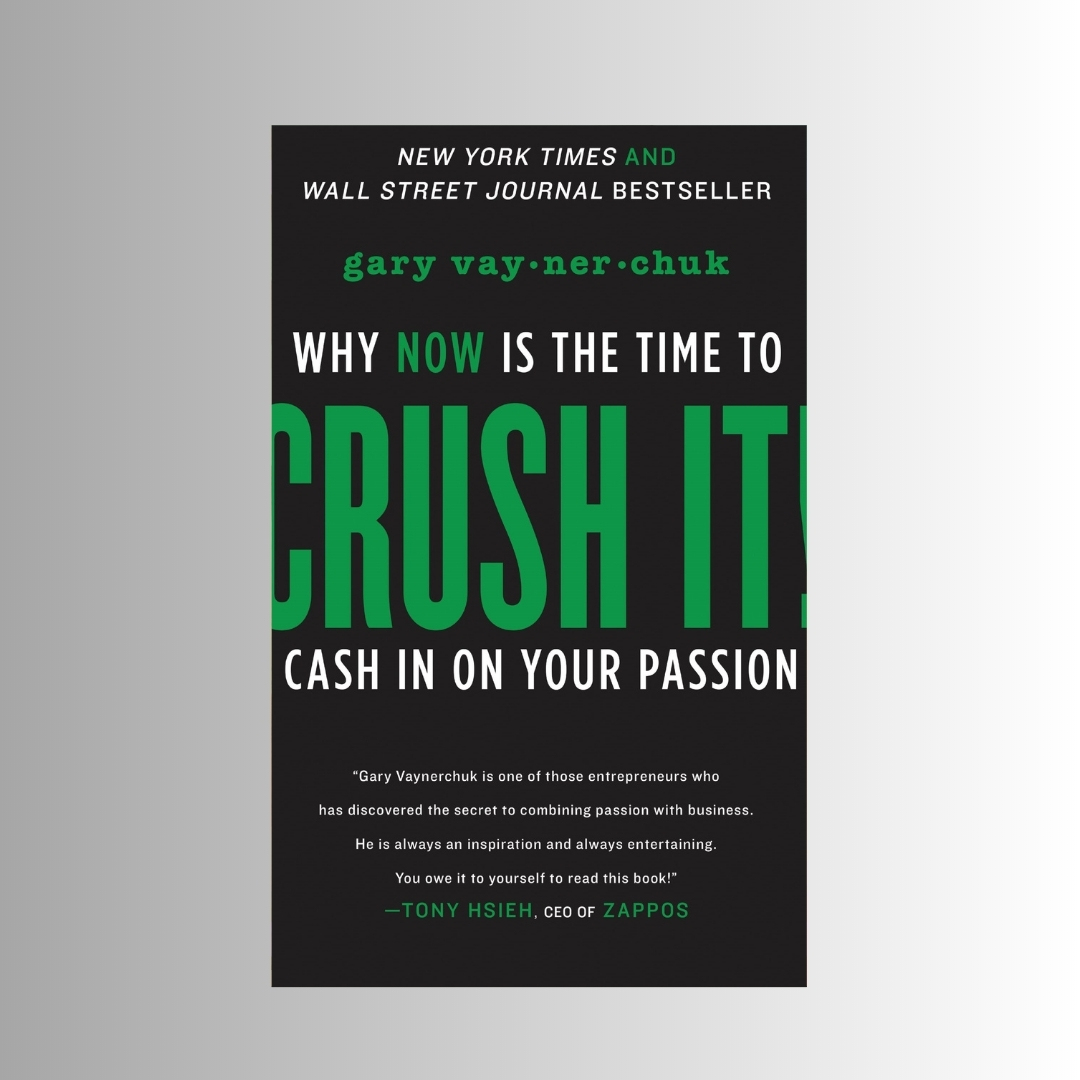 NEW YORK TIMES AND
WALL STREET JOURNAL BESTSELLER
gary vay•ner•chuk
WHY NOW IS THE TIME TO
CRUSH IT!
CASH IN ON YOUR PASSION
“Gary Vaynerchuk is one of those entrepreneurs who
has discovered the secret to combining passion with business.
He is always an inspiration and always entertaining.
You owe it to yourself to read this book!”
—TONY HSIEH, CEO OF ZAPPOS